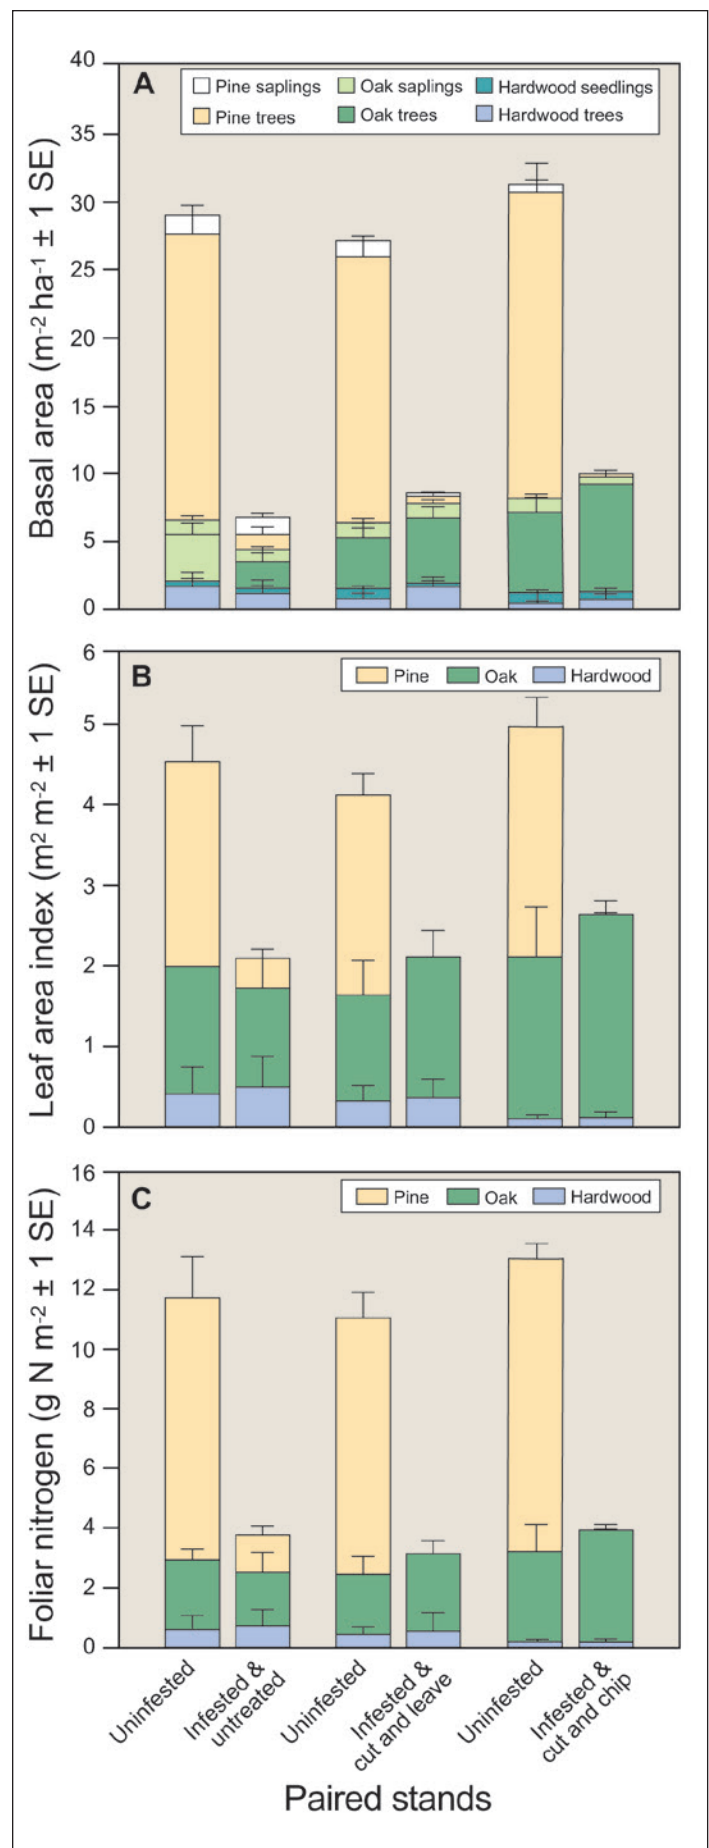 Basal area (m⁻² ha⁻¹ ± 1 SE)
40
35
30
25
20
15
10
5
0
A
Pine saplings Oak saplings Hardwood seedlings
Pine trees Oak trees Hardwood trees
Leaf area index (m² m⁻² ± 1 SE)
6
5
4
3
2
1
0
B
Pine Oak Hardwood
Foliar nitrogen (g N m⁻² ± 1 SE)
16
14
12
10
8
6
4
2
0
C
Pine Oak Hardwood
Uninfested
Infested &
untreated
Uninfested
Infested &
cut and leave
Uninfested
Infested &
cut and chip
Paired stands